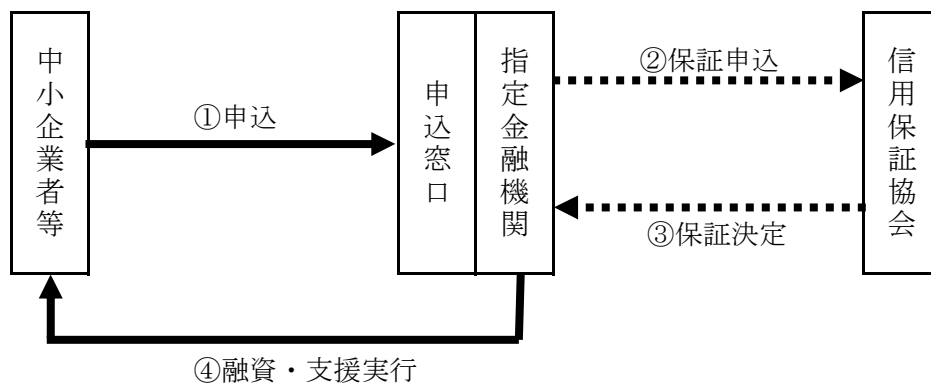 中小企業者等
①申込
申込窓口
指定金融機関
②保証申込
③保証決定
信用保証協会
④融資・支援実行